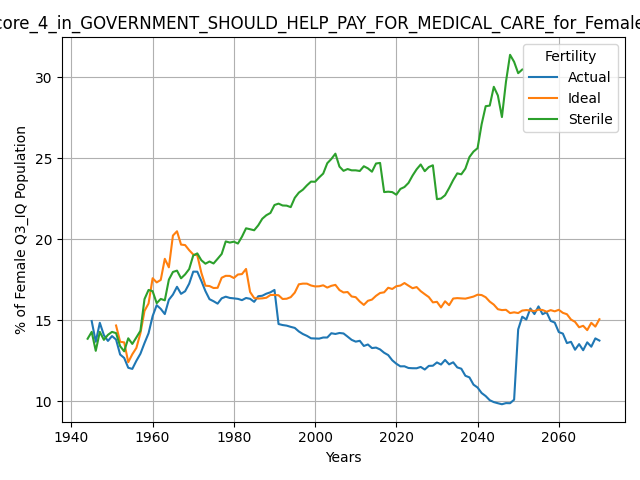 core_4_in_GOVERNMENT_SHOULD_HELP_PAY_FOR_MEDICAL_CARE_for_Female
Fertility
Actual
Ideal
Sterile
% of Female Q3_IQ Population
30
25
20
15
10
1940
1960
1980
2000
2020
2040
2060
Years